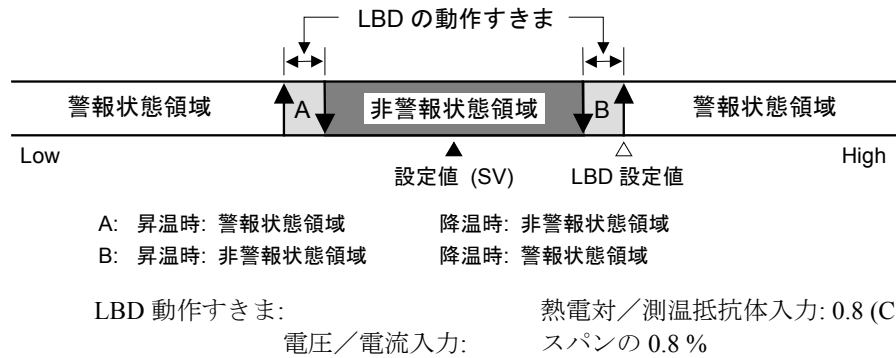 LBD の動作すきま
警報状態領域 A 非警報状態領域 B 警報状態領域
Low High
▲ △
設定値 (SV) LBD 設定値
A: 昇温時: 警報状態領域 降温時: 非警報状態領域
B: 昇温時: 非警報状態領域 降温時: 警報状態領域
LBD 動作すきま: 熱電対／測温抵抗体入力: 0.8 (C
電圧／電流入力: スパンの 0.8 %